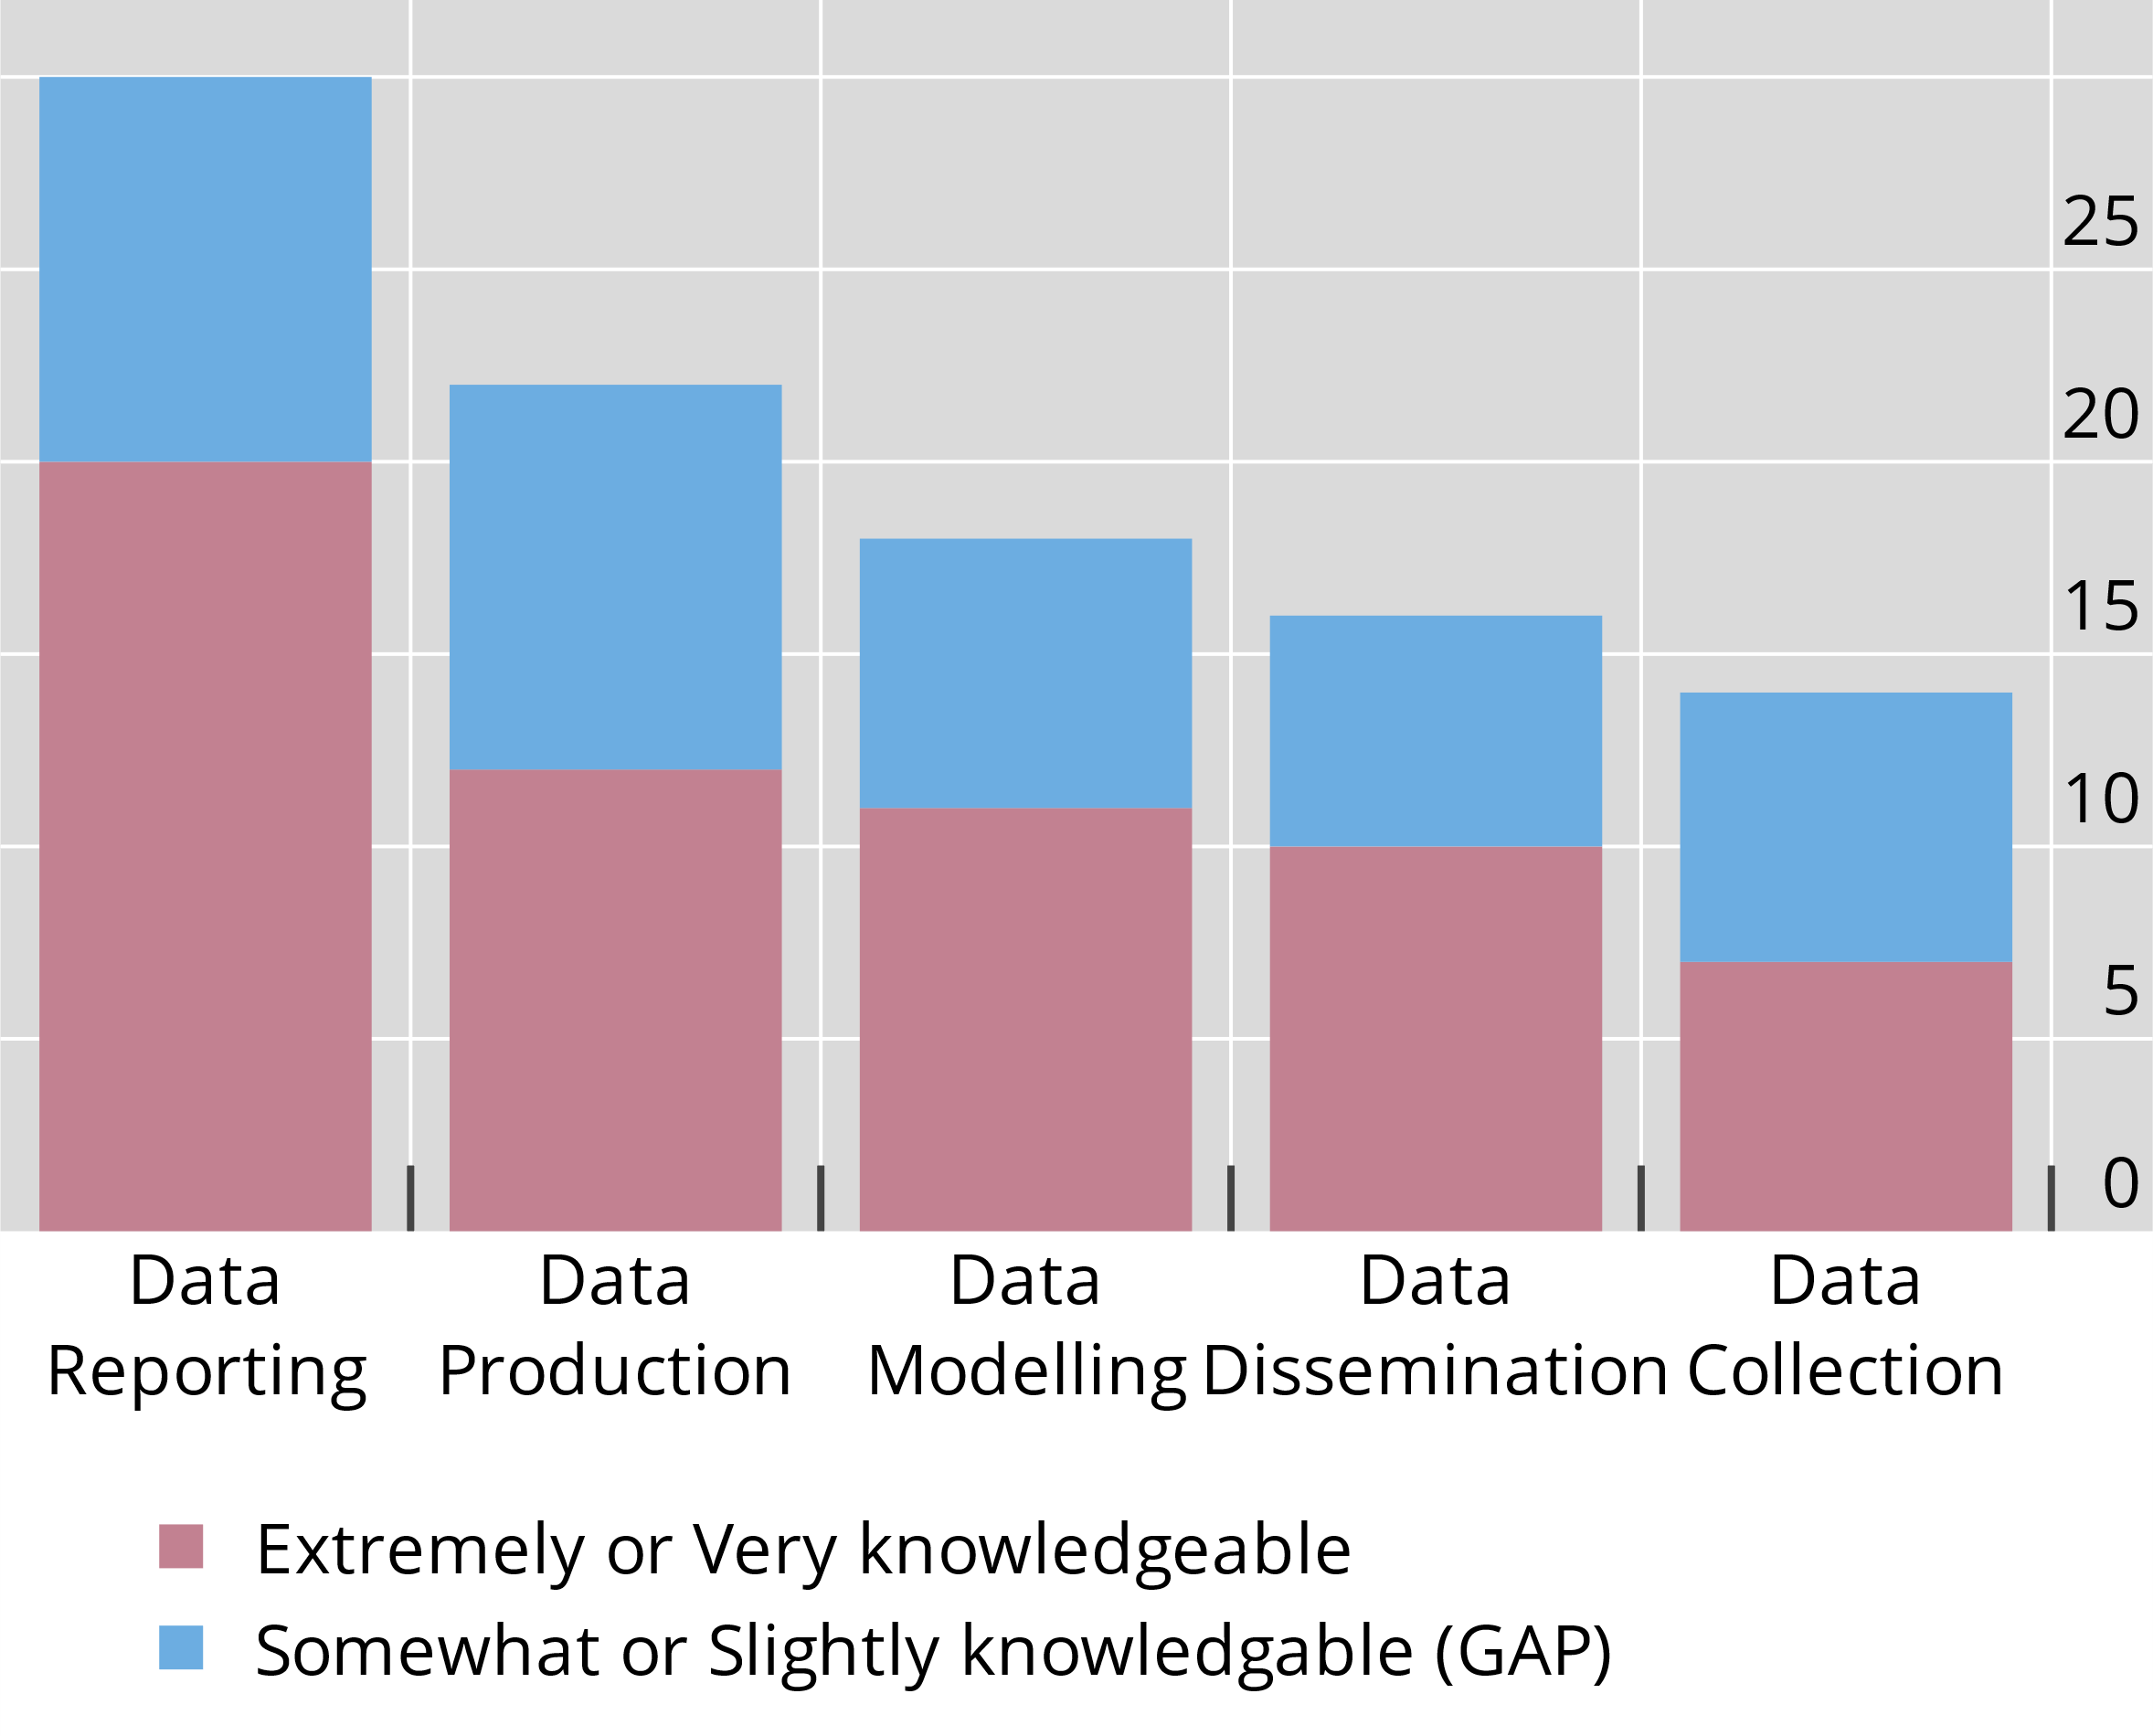 25
20
15
10
5
0
Data Reporting
Data Production
Data Modelling
Data Dissemination
Data Collection
Extremely or Very knowledgeable
Somewhat or Slightly knowledgable (GAP)